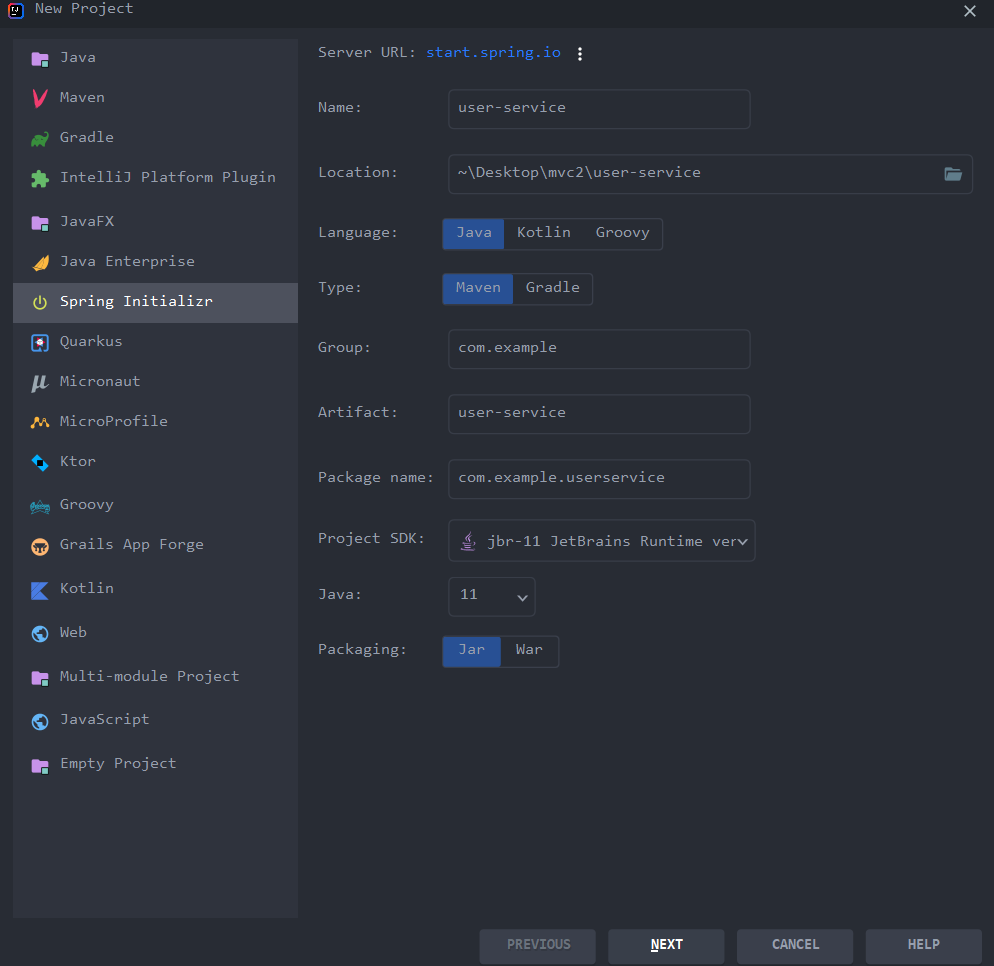 New Project
Java
Maven
Gradle
IntelliJ Platform Plugin
JavaFX
Java Enterprise
Spring Initializr
Quarkus
Micronaut
MicroProfile
Ktor
Groovy
Grails App Forge
Kotlin
Web
Multi-module Project
JavaScript
Empty Project
Server URL: start.spring.io
Name: user-service
Location: ~\Desktop\mvc2\user-service
Language: Java Kotlin Groovy
Type: Maven Gradle
Group: com.example
Artifact: user-service
Package name: com.example.userservice
Project SDK: jbr-11 JetBrains Runtime ver
Java: 11
Packaging: Jar War
PREVIOUS NEXT CANCEL HELP